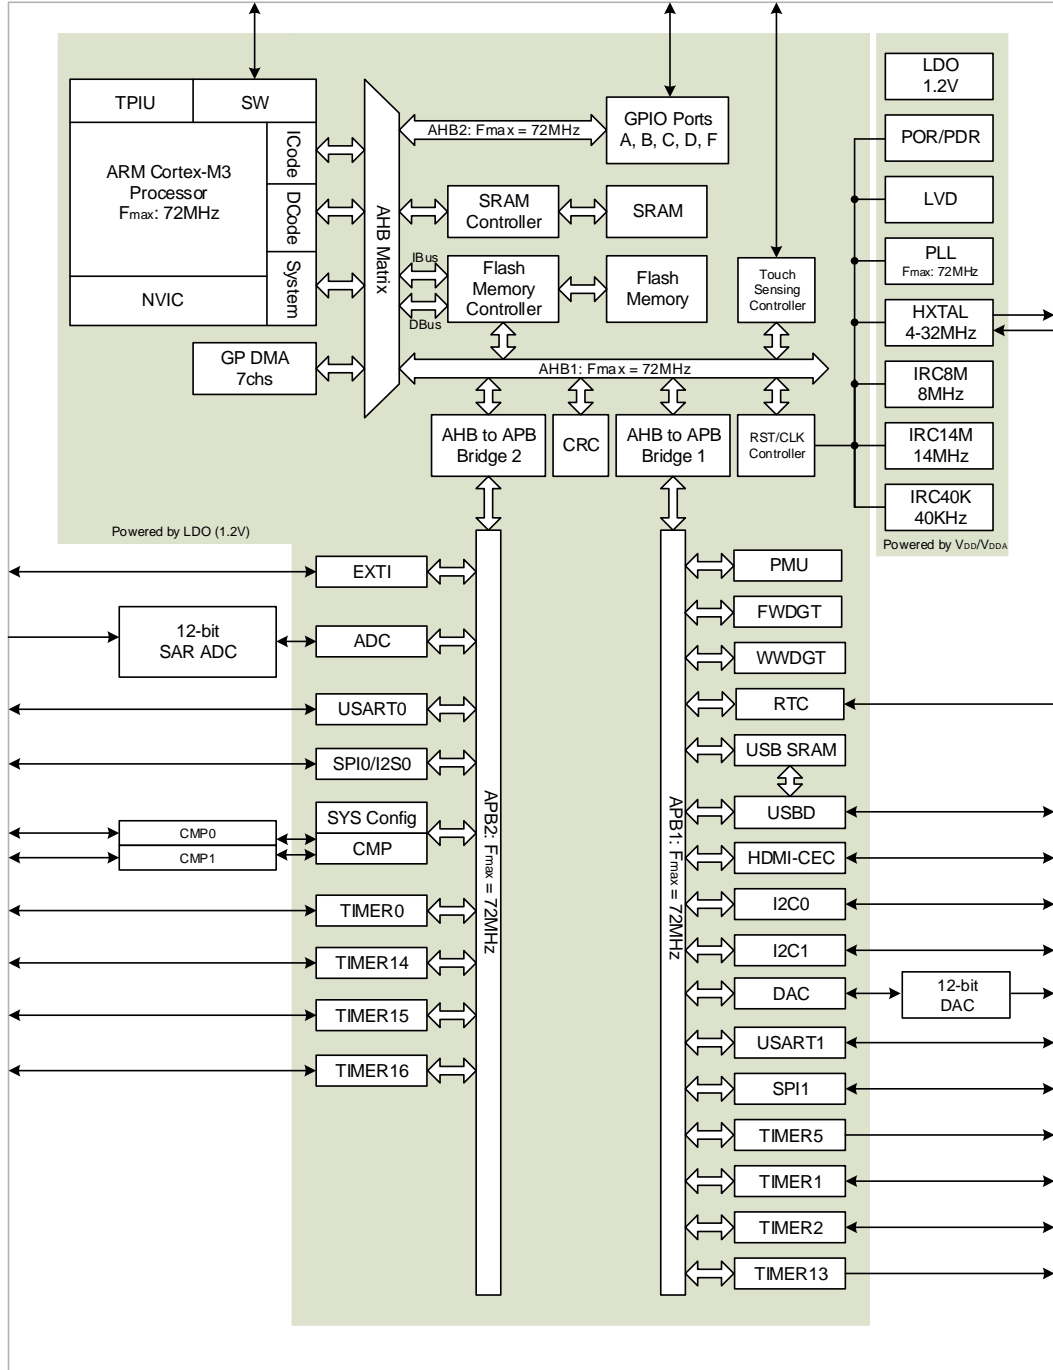 TPIU
SW
ARM Cortex-M3
Processor
Fmax: 72MHz
ICode
DCode
System
NVIC
GP DMA
7chs
AHB Matrix
AHB2: Fmax = 72MHz
GPIO Ports
A, B, C, D, F
SRAM
Controller
SRAM
IBus
DBus
Flash
Memory
Controller
Flash
Memory
Touch
Sensing
Controller
AHB1: Fmax = 72MHz
AHB to APB
Bridge 2
CRC
AHB to APB
Bridge 1
RST/CLK
Controller
LDO
1.2V
POR/PDR
LVD
PLL
Fmax: 72MHz
HXTAL
4-32MHz
IRC8M
8MHz
IRC14M
14MHz
IRC40K
40KHz
Powered by VDD/VDDA
Powered by LDO (1.2V)
EXTI
12-bit
SAR ADC
ADC
USART0
SPI0/I2S0
SYS Config
CMP
CMP0
CMP1
TIMER0
TIMER14
TIMER15
TIMER16
APB2: Fmax = 72MHz
APB1: Fmax = 72MHz
PMU
FWDGT
WWDGT
RTC
USB SRAM
USBD
HDMI-CEC
I2C0
I2C1
DAC
12-bit
DAC
USART1
SPI1
TIMER5
TIMER1
TIMER2
TIMER13